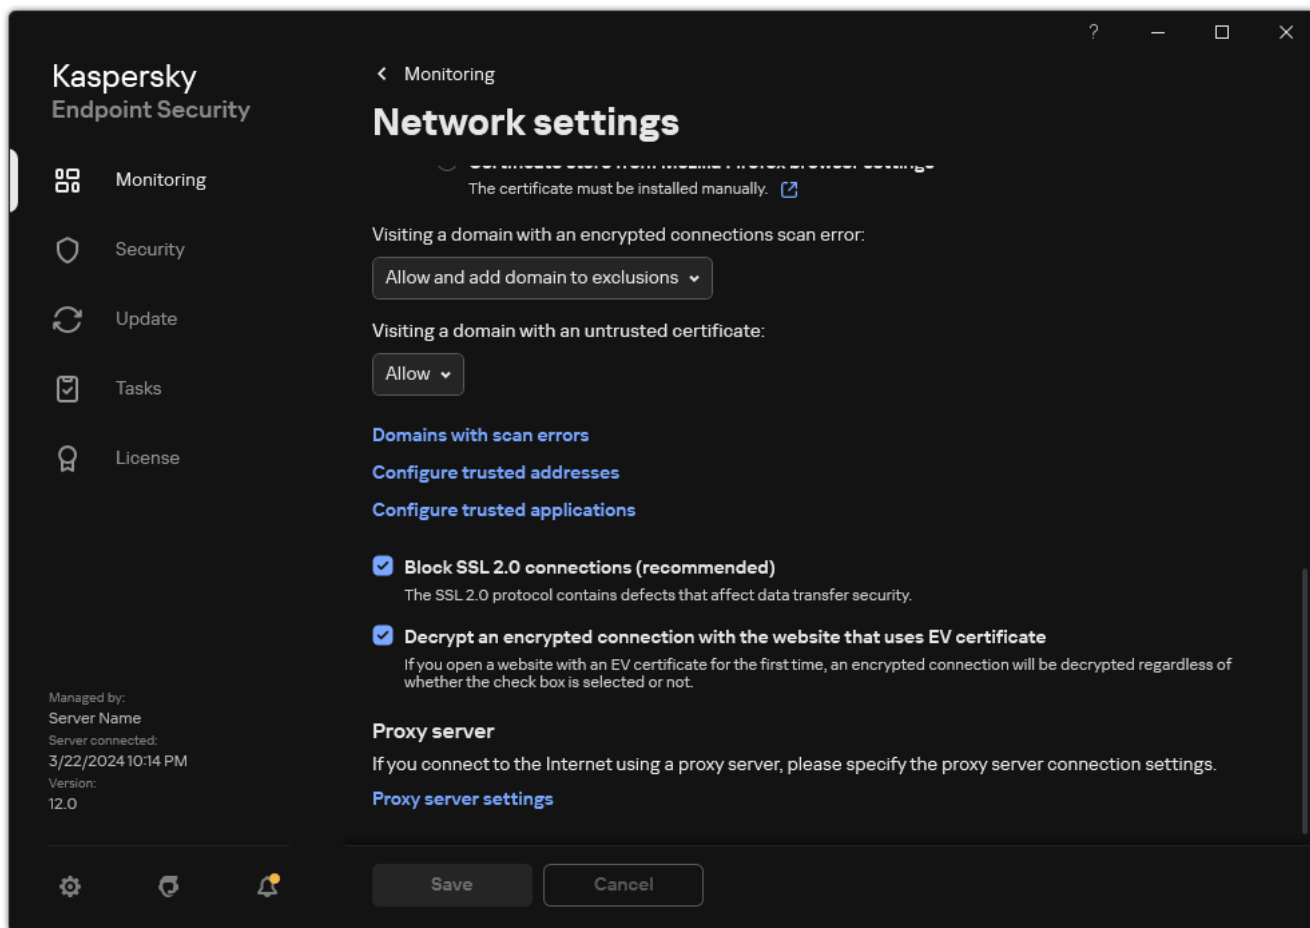 ?
Kaspersky
Endpoint Security
Monitoring
Security
Update
Tasks
License
Managed by:
Server Name
Server connected:
3/22/2024 10:14 PM
Version:
12.0
Monitoring
Network settings
Certificate store from Mozilla Firefox browser settings
The certificate must be installed manually.
Visiting a domain with an encrypted connections scan error:
Allow and add domain to exclusions
Visiting a domain with an untrusted certificate:
Allow
Domains with scan errors
Configure trusted addresses
Configure trusted applications
Block SSL 2.0 connections (recommended)
The SSL 2.0 protocol contains defects that affect data transfer security.
Decrypt an encrypted connection with the website that uses EV certificate
If you open a website with an EV certificate for the first time, an encrypted connection will be decrypted regardless of
whether the check box is selected or not.
Proxy server
If you connect to the Internet using a proxy server, please specify the proxy server connection settings.
Proxy server settings
Save
Cancel